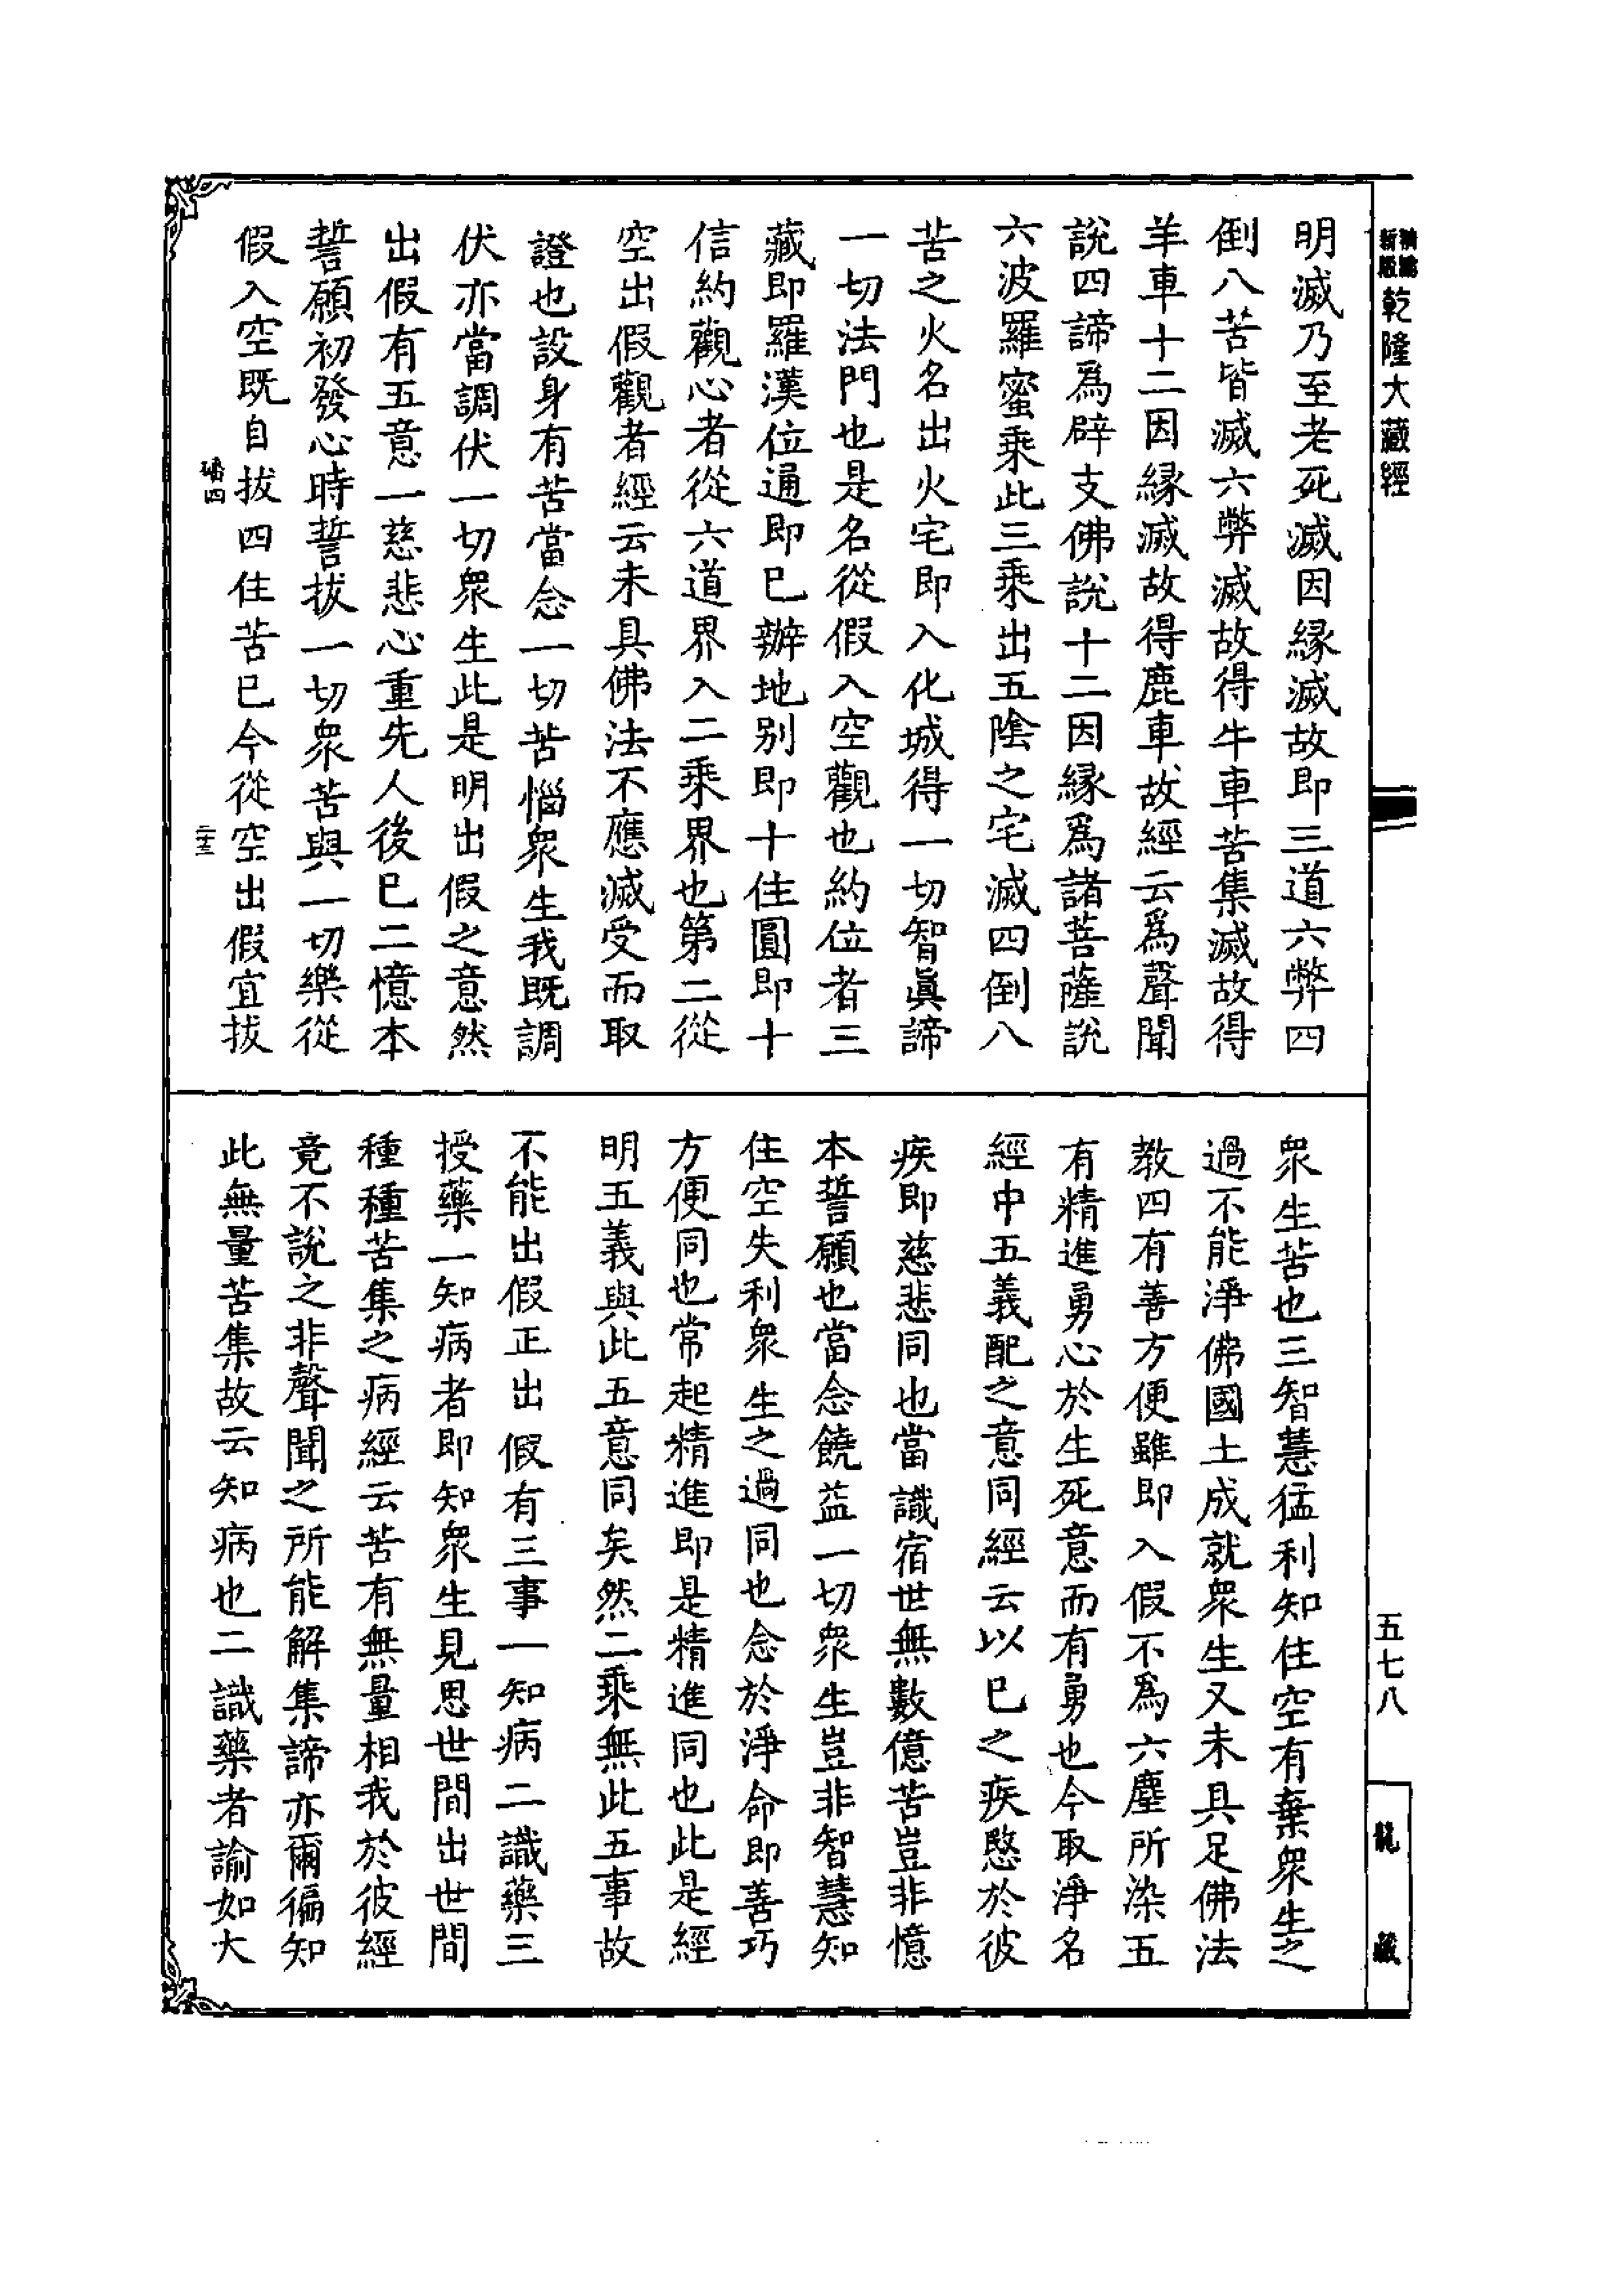 乾隆大藏經
明滅乃至老死滅因緣滅故即三道六弊四
倒八苦皆滅六弊滅故得牛車苦集滅故得
羊車十二因緣滅故得鹿車故經云爲聲聞
說四諦爲辟支佛說十二因緣爲諸菩薩說
六波羅蜜乘此三乘出五陰之宅滅四倒八
苦之火名出火宅即入化城得一切智眞諦
一切法門也是名從假入空觀也約位者三
藏即羅漢位通即已辦地別即十住圓即十
信約觀心者從六道界入二乘界也第二從
空出假觀者經云未具佛法不應滅受而取
證也設身有苦當念一切苦惱衆生我既調
伏亦當調伏一切衆生此是明出假之意然
出假有五意一慈悲心重先人後已二憶本
誓願初發心時誓拔一切衆苦與一切樂從
假入空既自拔四住苦已今從空出假宜拔
衆生苦也三智慧猛利知住空有棄衆生之
過不能淨佛國土成就衆生又未具足佛法
教四有善方便雖即入假不爲六塵所染五
有精進勇心於生死意而有勇也今取淨名
經中五義配之意同經云以已之疾愍於彼
疾即慈悲同也當識宿世無數億苦豈非憶
本誓願也當念饒益一切衆生豈非智慧知
住空失利衆生之過同也念於淨命即善巧
方便同也常起精進即是精進同也此是經
明五義與此五意同矣然二乘無此五事故
不能出假正出假有三事一知病二識藥三
授藥一知病者即知衆生見思世間出世間
種種苦集之病經云苦有無量相我於彼經
竟不說之非聲聞之所能解集諦亦爾徧知
此無量苦集故云知病也二識藥者諭如大
五七八
龍藏